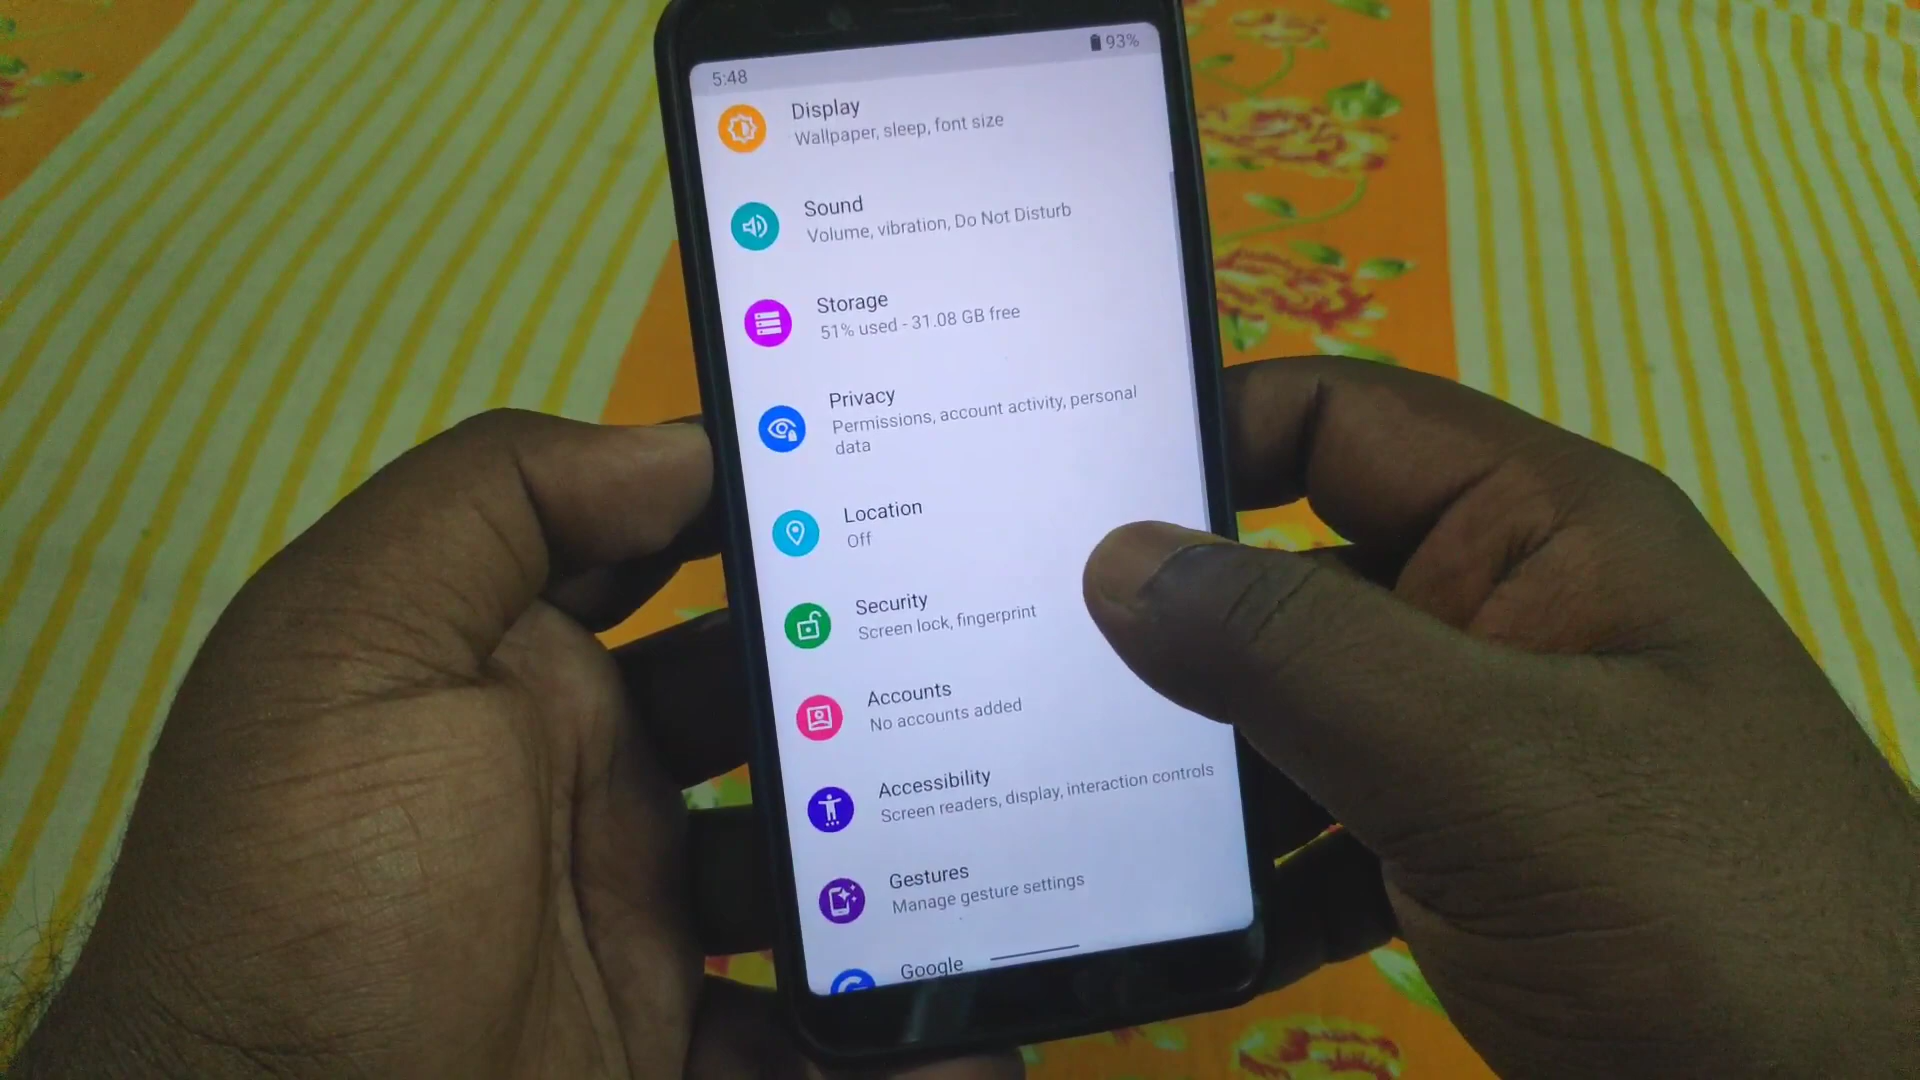 5:48
93%
Display
Wallpaper, sleep, font size
Sound
Volume, vibration, Do Not Disturb
Storage
51% used - 31.08 GB free
Privacy
Permissions, account activity, personal
data
Location
Off
Security
Screen lock, fingerprint
Accounts
No accounts added
Accessibility
Screen readers, display, interaction controls
Gestures
Manage gesture settings
Google